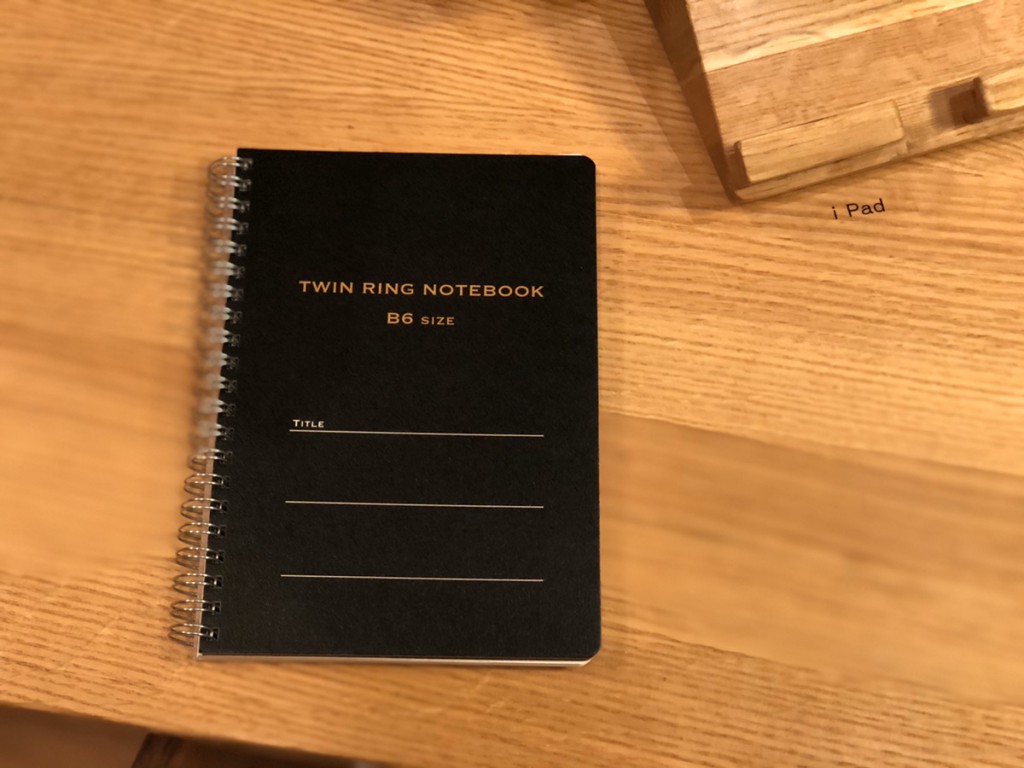 TWIN RING NOTEBOOK
B6 SIZE
TITLE
i Pad